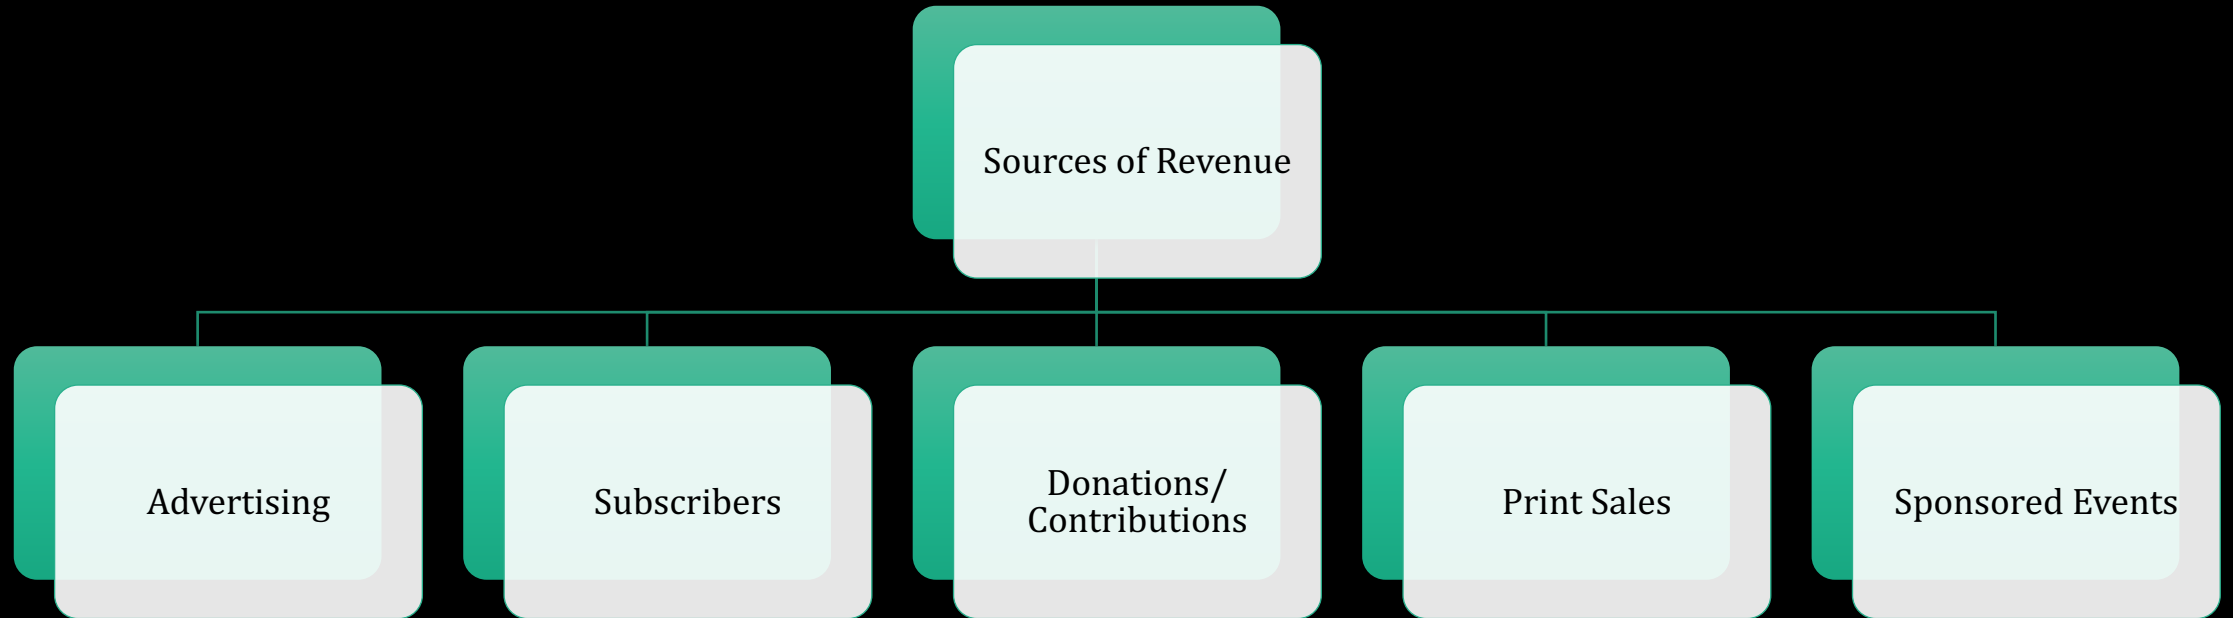 Sources of Revenue
Advertising
Subscribers
Donations/
Contributions
Print Sales
Sponsored Events